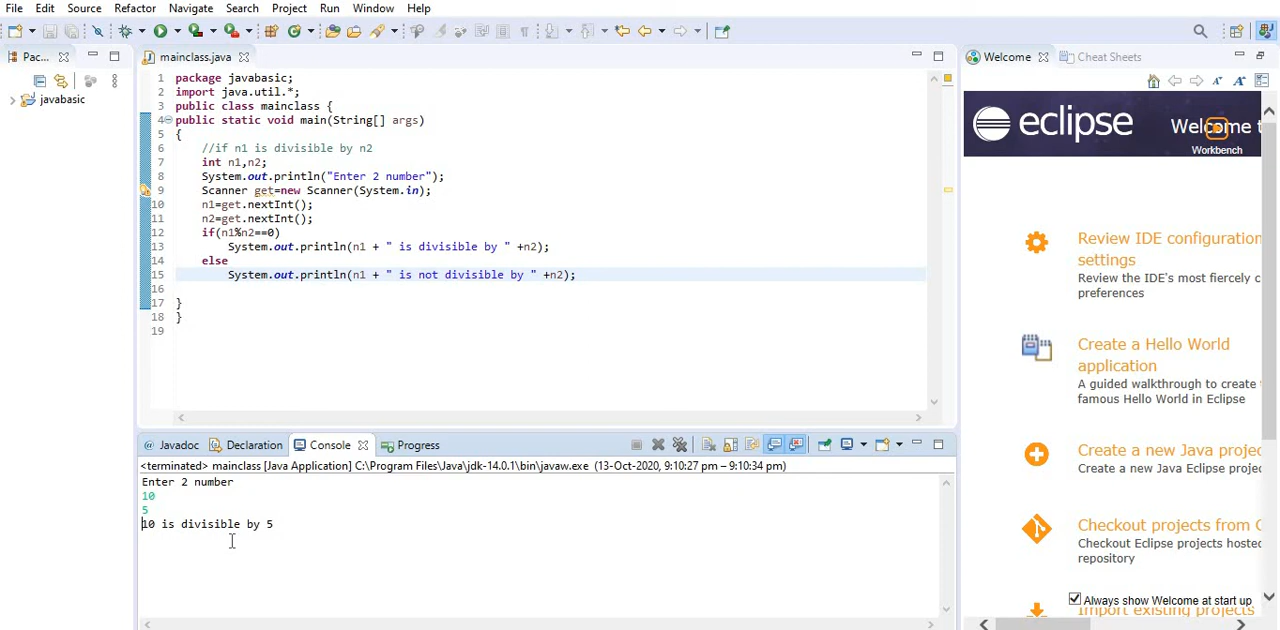 File Edit Source Refactor Navigate Search Project Run Window Help
Pac... mainclass.java Welcome Cheat Sheets
javabasic
1 package javabasic;
2 import java.util.*;
3 public class mainclass {
4 public static void main(String[] args)
5 {
6 //if n1 is divisible by n2
7 int n1,n2;
8 System.out.println("Enter 2 number");
9 Scanner get=new Scanner(System.in);
10 n1=get.nextInt();
11 n2=get.nextInt();
12 if(n1%n2==0)
13 System.out.println(n1 + " is divisible by " +n2);
14 else
15 System.out.println(n1 + " is not divisible by " +n2);
16
17 }
18 }
19
eclipse Welcome t
Workbench
Review IDE configuration
settings
Review the IDE's most fiercely c
preferences
Create a Hello World
application
A guided walkthrough to create
famous Hello World in Eclipse
Create a new Java projec
Create a new Java Eclipse projec
Checkout projects from G
Checkout Eclipse projects hosted
repository
Always show Welcome at start up
Import existing projects
@ Javadoc Declaration Console Progress
<terminated> mainclass [Java Application] C:\Program Files\Java\jdk-14.0.1\bin\javaw.exe (13-Oct-2020, 9:10:27 pm – 9:10:34 pm)
Enter 2 number
10
5
10 is divisible by 5